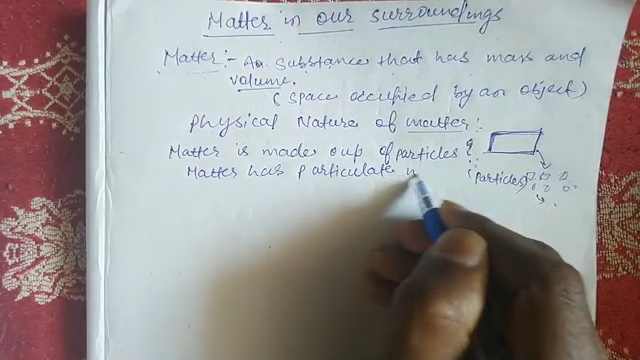 Matter in our surroundings
Matter :- An substance that has mass and
volume.
(space occupied by an object)
Physical Nature of matter :-
Matter is made oup of particles :
Matter has particulate n
(particles)